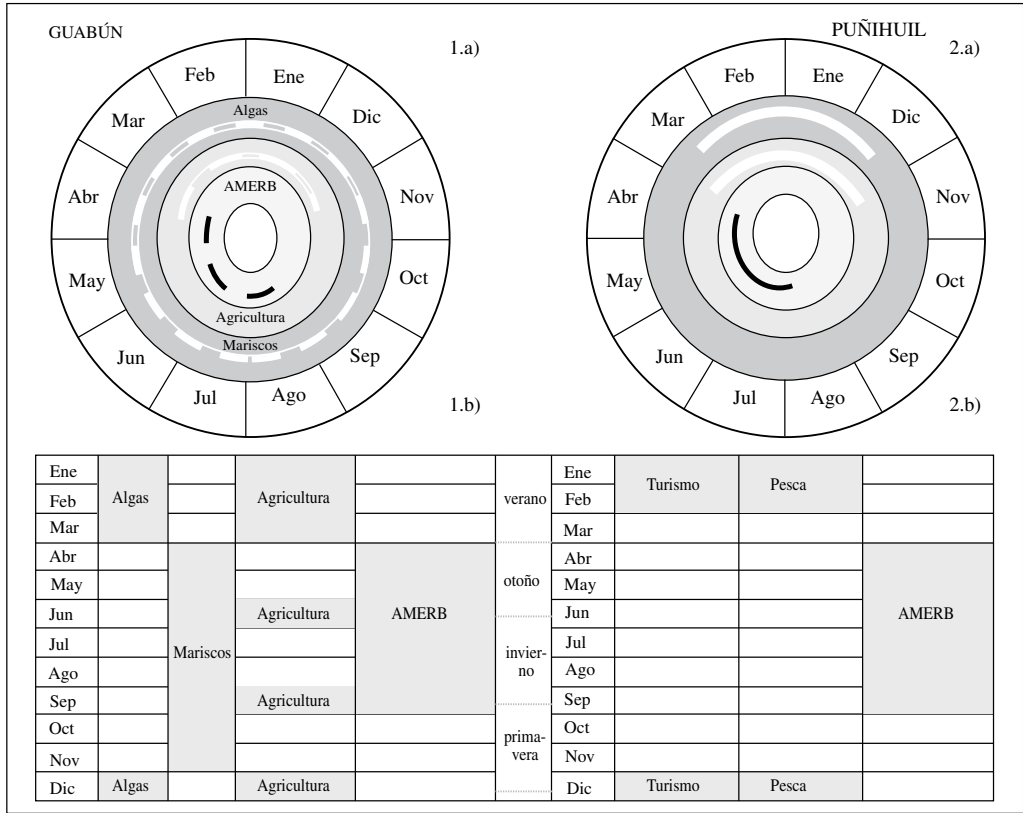 GUABÚN
1.a)
Feb
Ene
Mar
Dic
Algas
Abr
Nov
AMERB
May
Oct
Agricultura
Mariscos
Jun
Sep
Jul
Ago
1.b)
PUÑIHUIL
2.a)
Feb
Ene
Mar
Dic
Abr
Nov
May
Oct
Jun
Sep
Jul
Ago
2.b)
Ene
Feb
Mar
Abr
May
Jun
Jul
Ago
Sep
Oct
Nov
Dic
Algas
Algas
Mariscos
Agricultura
Agricultura
Agricultura
Agricultura
AMERB
verano
otoño
invier-
no
prima-
vera
Ene
Feb
Mar
Abr
May
Jun
Jul
Ago
Sep
Oct
Nov
Dic
Turismo
Turismo
Pesca
Pesca
AMERB